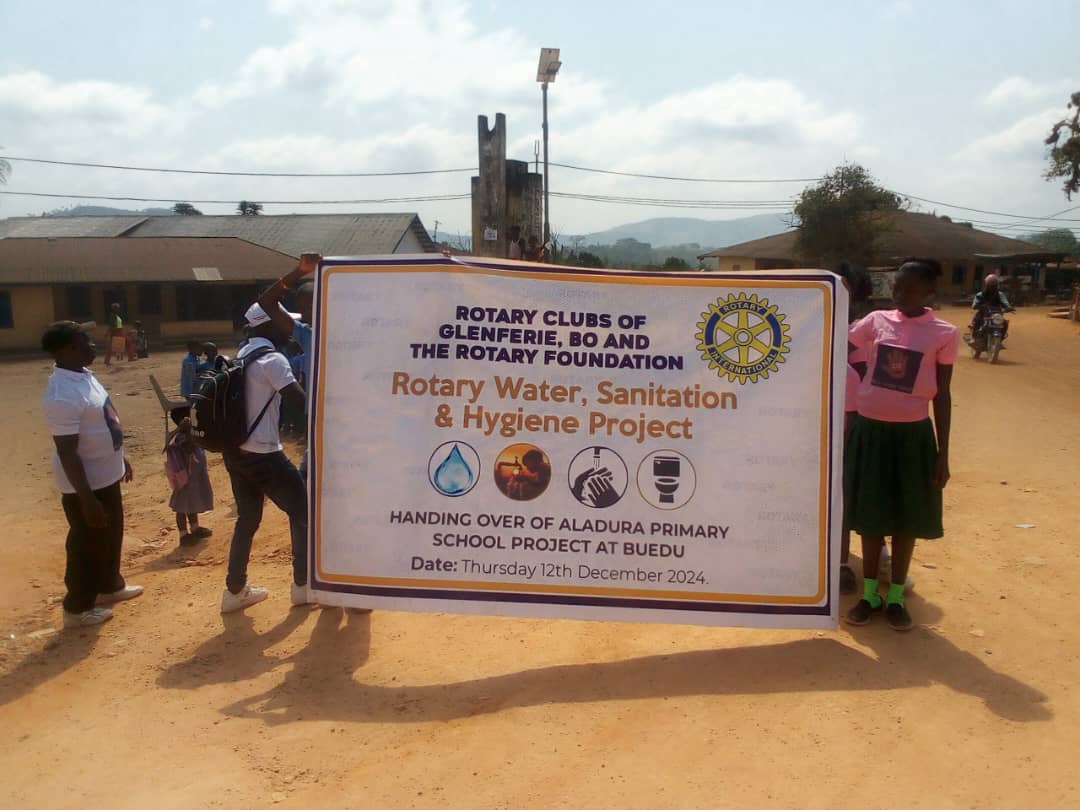 ROTARY CLUBS OF
GLENFERIE, BO AND
THE ROTARY FOUNDATION
ROTARY
INTERNATIONAL
Rotary Water, Sanitation
& Hygiene Project
HANDING OVER OF ALADURA PRIMARY
SCHOOL PROJECT AT BUEDU
Date: Thursday 12th December 2024.